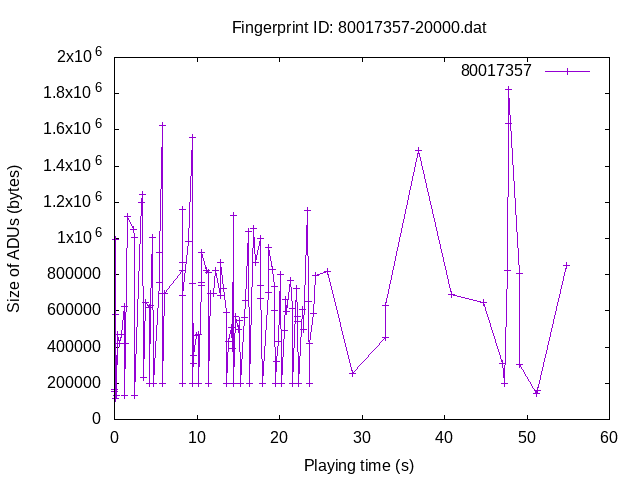 Fingerprint ID: 80017357-20000.dat
80017357
2x10^6
1.8x10^6
1.6x10^6
1.4x10^6
1.2x10^6
1x10^6
800000
600000
400000
200000
0
Size of ADUs (bytes)
0 10 20 30 40 50 60
Playing time (s)